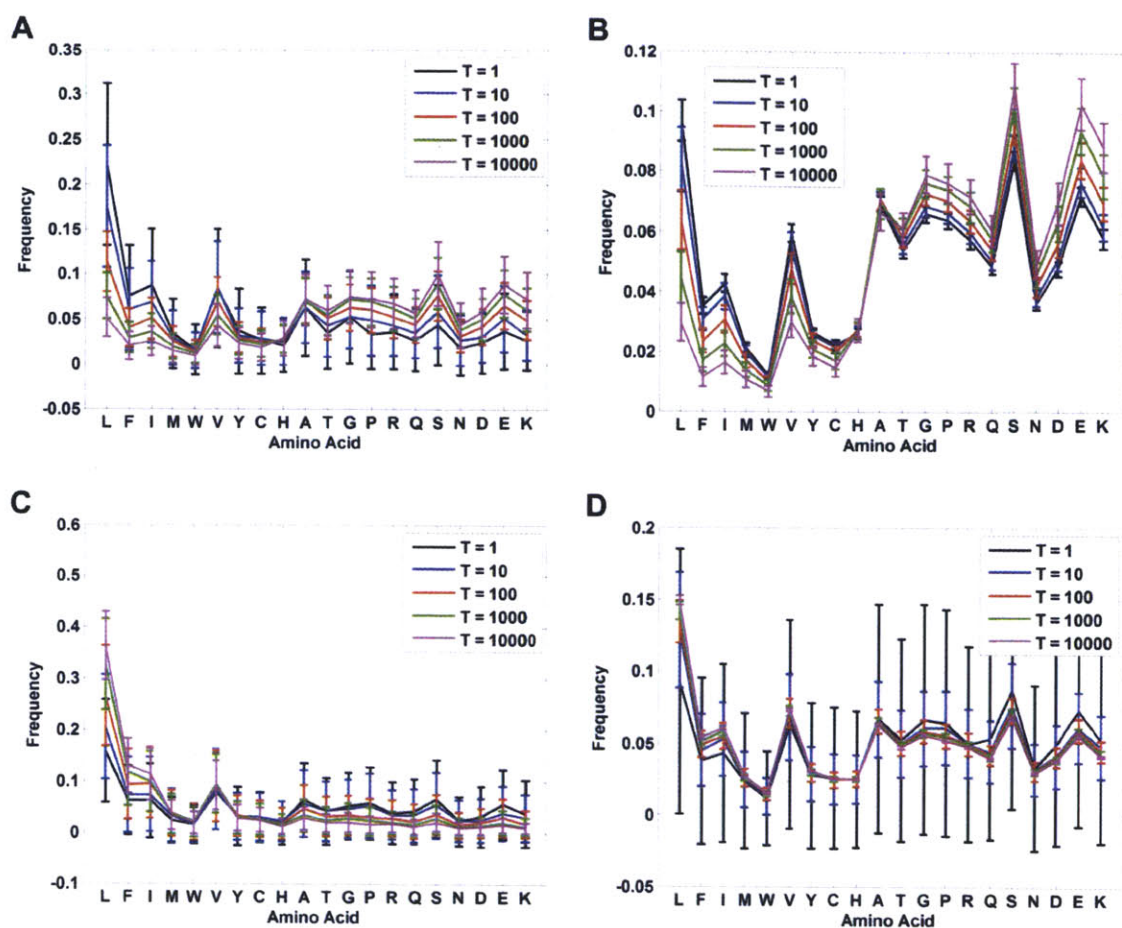 A
0.35
0.3
0.25
0.2
0.15
0.1
0.05
0
-0.05
Frequency
T = 1
T = 10
T = 100
T = 1000
T = 10000
L F I M W V Y C H A T G P R Q S N D E K
Amino Acid
B
0.12
0.1
0.08
0.06
0.04
0.02
0
Frequency
T = 1
T = 10
T = 100
T = 1000
T = 10000
L F I M W V Y C H A T G P R Q S N D E K
Amino Acid
C
0.6
0.5
0.4
0.3
0.2
0.1
0
-0.1
Frequency
T = 1
T = 10
T = 100
T = 1000
T = 10000
L F I M W V Y C H A T G P R Q S N D E K
Amino Acid
D
0.2
0.15
0.1
0.05
0
-0.05
Frequency
T = 1
T = 10
T = 100
T = 1000
T = 10000
L F I M W V Y C H A T G P R Q S N D E K
Amino Acid